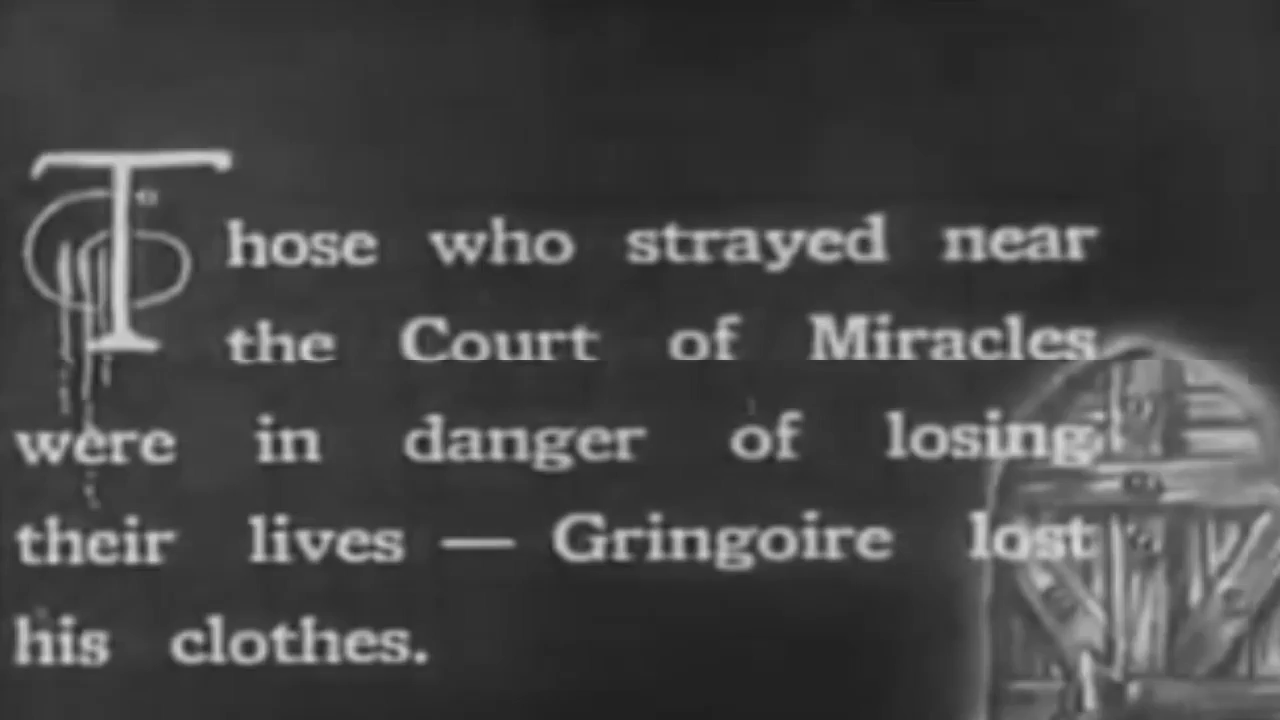 Those who strayed near
the Court of Miracles
were in danger of losing
their lives — Gringoire lost
his clothes.